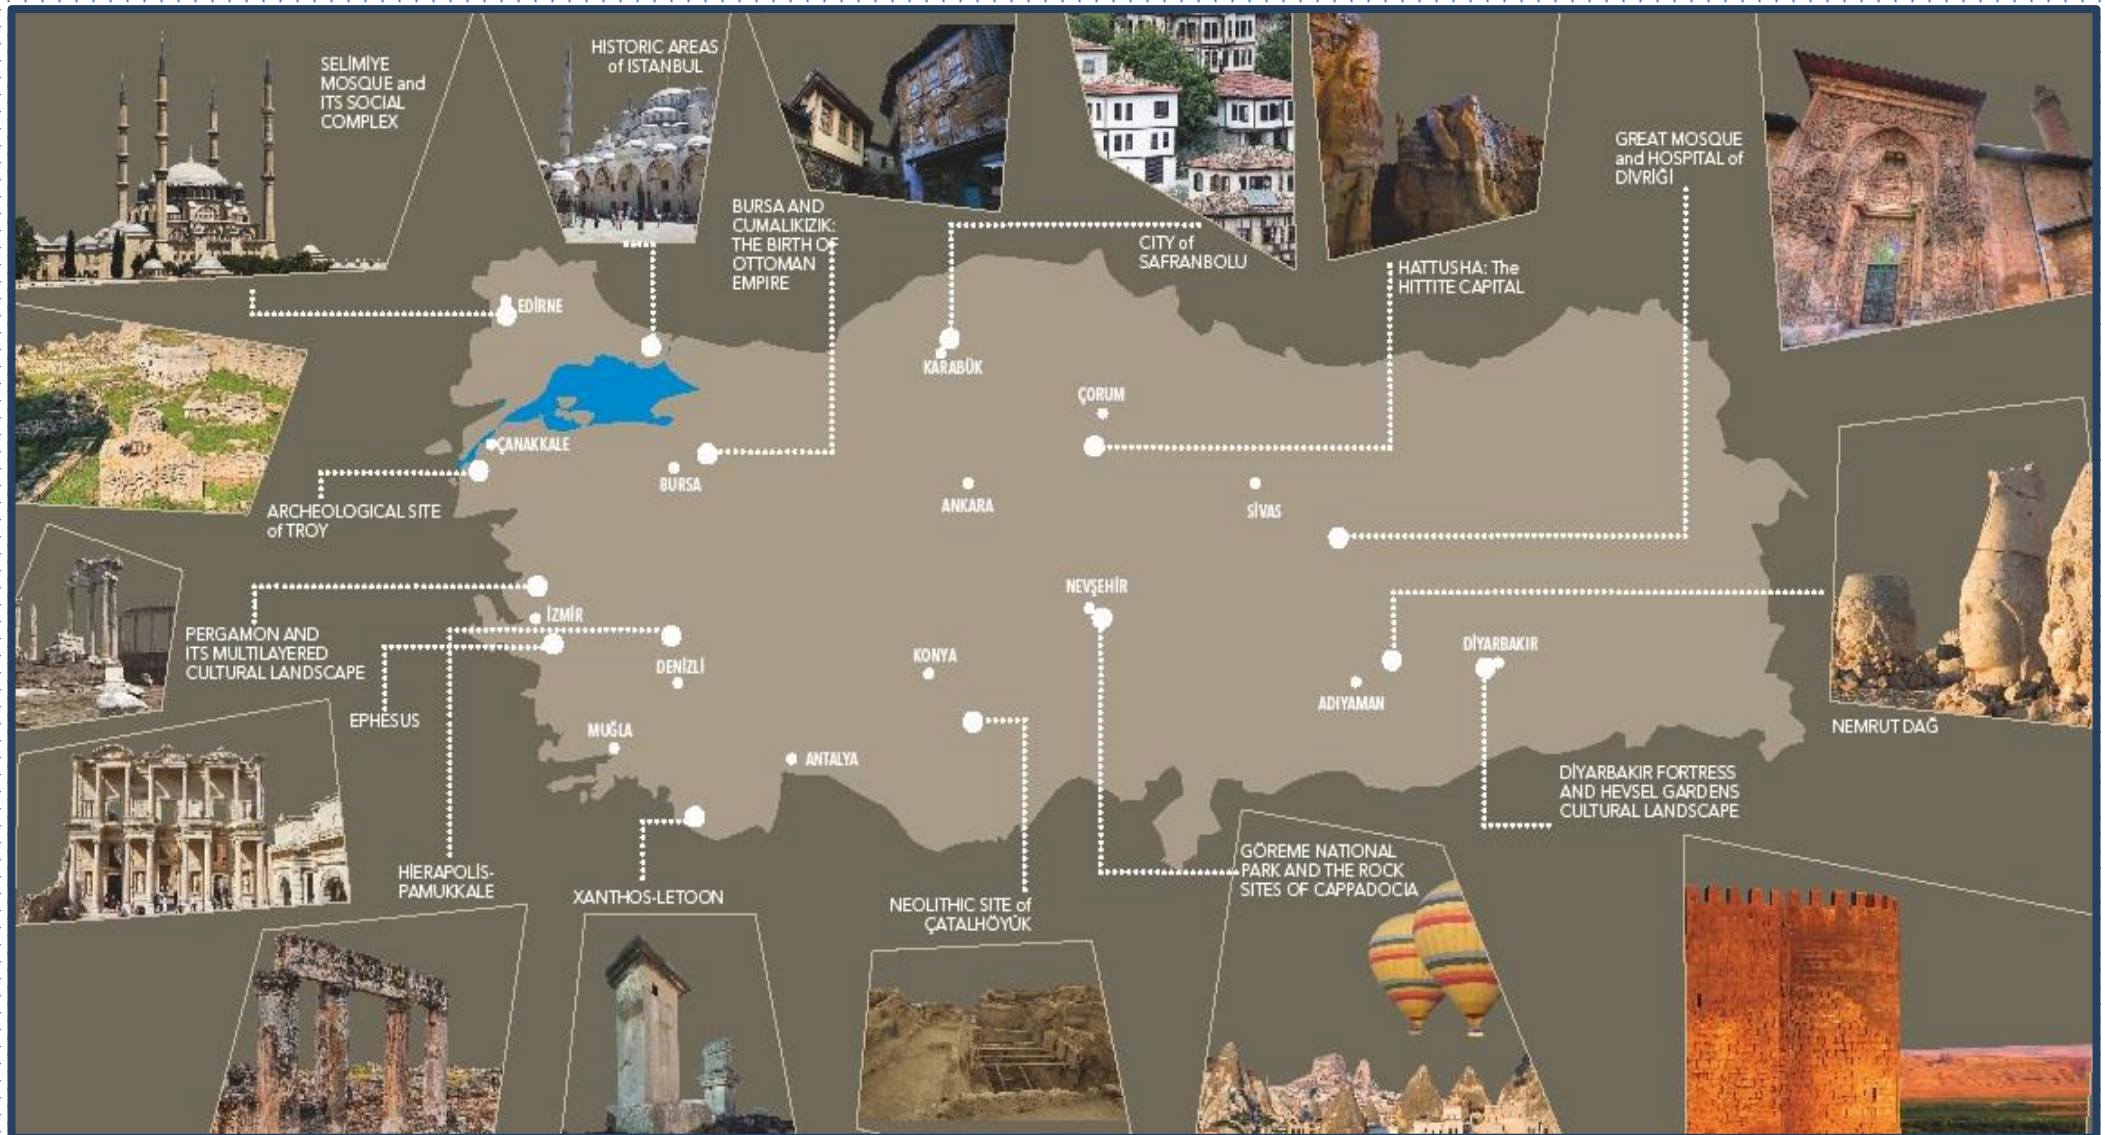 SELİMİYE
MOSQUE and
ITS SOCIAL
COMPLEX
HISTORIC AREAS
of ISTANBUL
BURSA AND
CUMALIKIZIK:
THE BIRTH OF
OTTOMAN
EMPIRE
CITY of
SAFRANBOLU
HATTUSHA: The
HITTITE CAPITAL
GREAT MOSQUE
and HOSPITAL of
DİVRİĞİ
EDİRNE
KARABÜK
ÇORUM
ÇANAKKALE
BURSA
ANKARA
SİVAS
ARCHEOLOGICAL SITE
of TROY
NEVŞEHİR
İZMİR
PERGAMON AND
ITS MULTILAYERED
CULTURAL LANDSCAPE
DENİZLİ
KONYA
DİYARBAKIR
ADIYAMAN
EPHESUS
MUĞLA
ANTALYA
NEMRUT DAĞ
DİYARBAKIR FORTRESS
AND HEVSEL GARDENS
CULTURAL LANDSCAPE
HİERAPOLİS-
PAMUKKALE
XANTHOS-LETOON
NEOLITHIC SITE of
ÇATALHÖYÜK
GÖREME NATIONAL
PARK AND THE ROCK
SITES OF CAPPADOCIA